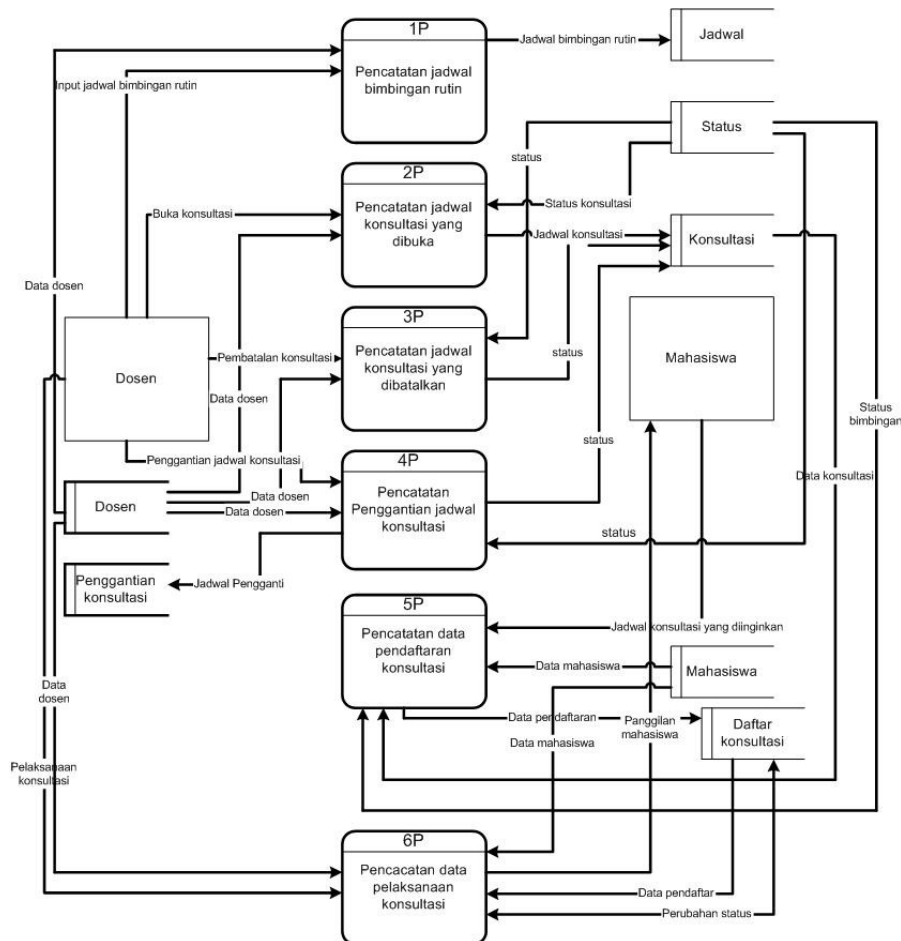 1P
Pencatatan jadwal
bimbingan rutin
Jadwal bimbingan rutin
Jadwal
Input jadwal bimbingan rutin
Status
status
2P
Pencatatan jadwal
konsultasi yang
dibuka
Buka konsultasi
Status konsultasi
Jadwal konsultasi
Konsultasi
Data dosen
3P
Pencatatan jadwal
konsultasi yang
dibatalkan
Dosen
Pembatalan konsultasi
status
Mahasiswa
Data dosen
Status
bimbingan
status
Penggantian jadwal konsultasi
4P
Pencatatan
Penggantian jadwal
konsultasi
Data konsultasi
Dosen
Data dosen
Data dosen
status
Penggantian
konsultasi
Jadwal Pengganti
5P
Pencatatan data
pendaftaran
konsultasi
Jadwal konsultasi yang diinginkan
Data mahasiswa
Mahasiswa
Data
dosen
Data pendaftaran
Panggilan
mahasiswa
Daftar
konsultasi
Data mahasiswa
Pelaksanaan
konsultasi
6P
Pencacatan data
pelaksanaan
konsultasi
Data pendaftar
Perubahan status